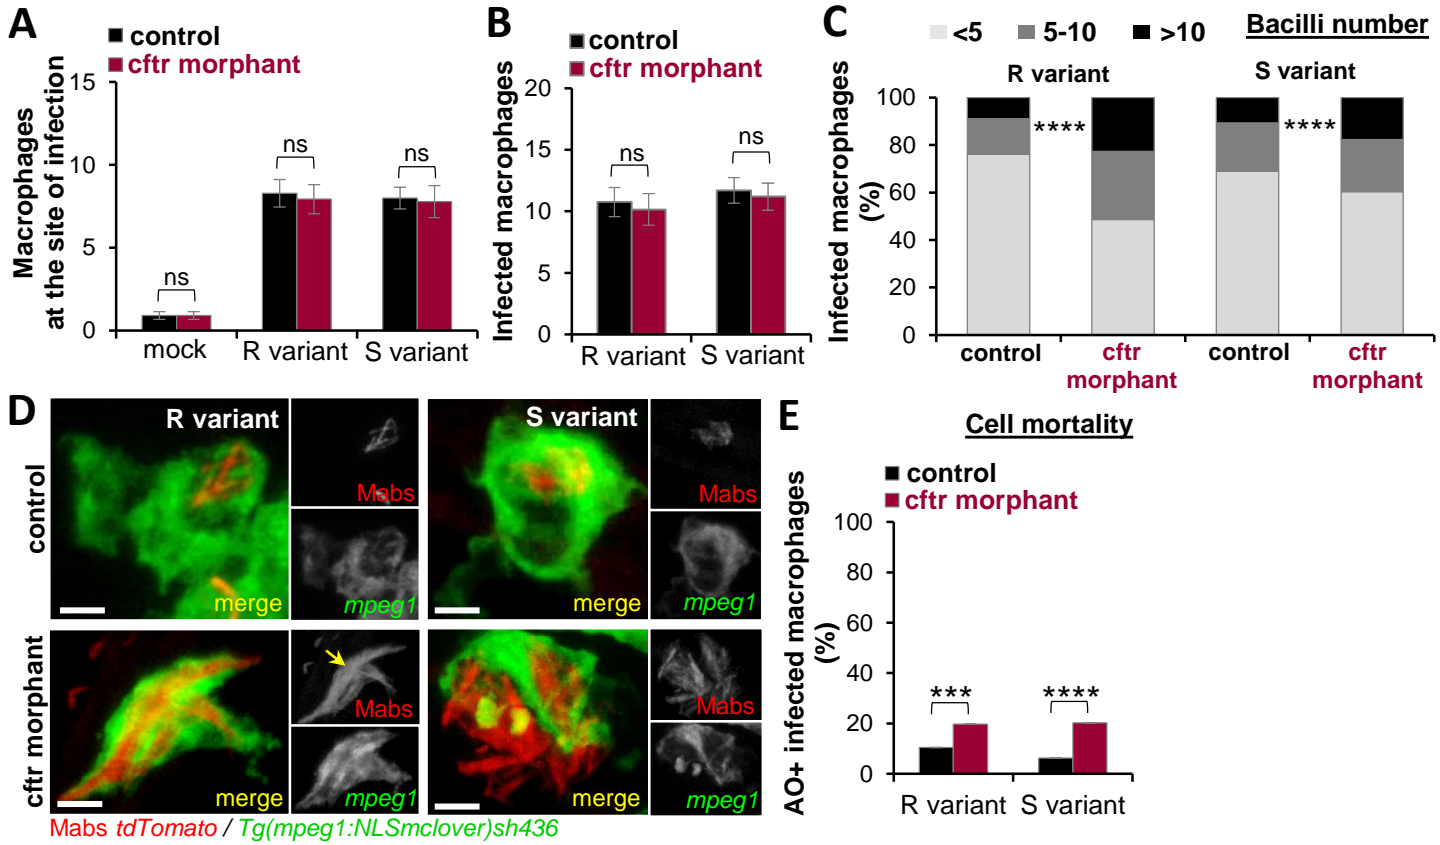 A
control
cftr morphant
Macrophages
at the site of infection
15
10
5
0
ns
ns
ns
mock
R variant
S variant
B
control
cftr morphant
Infected macrophages
20
15
10
5
0
ns
ns
R variant
S variant
C
<5
5-10
>10
Bacilli number
R variant
S variant
Infected macrophages
(%)
100
80
60
40
20
0
****
****
control
cftr
morphant
control
cftr
morphant
D
control
R variant
merge
Mabs
mpeg1
S variant
merge
Mabs
mpeg1
cftr morphant
merge
Mabs
mpeg1
merge
Mabs
mpeg1
Mabs tdTomato / Tg(mpeg1:NLSmclover)sh436
E
Cell mortality
control
cftr morphant
AO+ infected macrophages
(%)
100
80
60
40
20
0
***
****
R variant
S variant